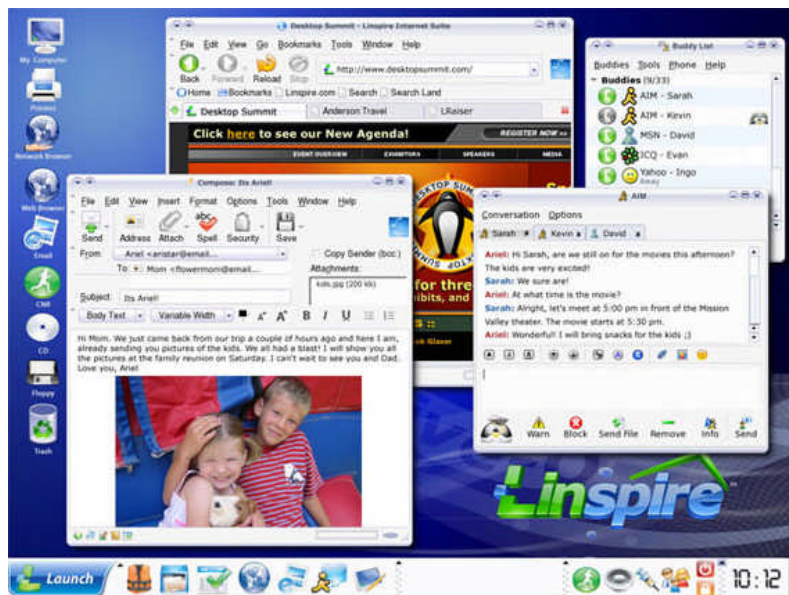 My Computer
Printers
Network Browser
Web Browser
Email
CNR
CD
Floppy
Trash
Desktop Summit - Linspire Internet Suite
File Edit View Go Bookmarks Tools Window Help
Back Forward Reload Stop http://www.desktopsummit.com/
Home Bookmarks Linspire.com Search Search Land
Desktop Summit Anderson Travel LRaiser
Click here to see our New Agenda! REGISTER NOW >>
EVENT OVERVIEW EXHIBITORS SPEAKERS MEDIA
DESKTOP SUMMIT
for three
bits, and
Buddy List
Buddies Tools Phone Help
Buddies (9/33)
AIM - Sarah
AIM - Kevin
MSN - David
ICQ - Evan
Yahoo - Ingo
Away
Compose: Its Ariel!
File Edit View Insert Format Options Tools Window Help
Send Address Attach Spell Security Save
From: Ariel <aristar@email... Copy Sender (bcc:)
To: Mom <flowermom@email... Attachments:
kids.jpg (200 kb)
Subject: Its Ariel!
Body Text Variable Width B I U
Hi Mom. We just came back from our trip a couple of hours ago and here I am,
already sending you pictures of the kids. We all had a blast! I will show you all
the pictures at the family reunion on Saturday. I can't wait to see you and Dad.
Love you, Ariel
AIM
Conversation Options
Sarah Kevin David
Ariel: Hi Sarah, are we still on for the movies this afternoon?
The kids are very excited!
Sarah: We sure are!
Ariel: At what time is the movie?
Sarah: Alright, let's meet at 5:00 pm in front of the Mission
Valley theater. The movie starts at 5:30 pm.
Ariel: Wonderful! I will bring snacks for the kids ;)
Warn Block Send File Remove Info Send
Linspire
Launch
10:12